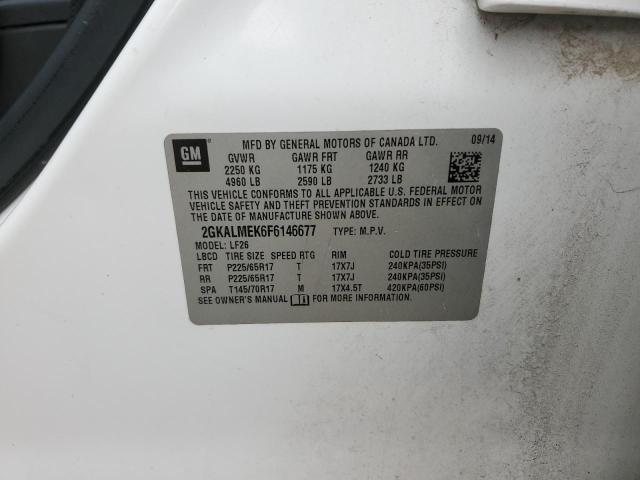 GM
MFD BY GENERAL MOTORS OF CANADA LTD. 09/14
GVWR GAWR FRT GAWR RR
2250 KG 1175 KG 1240 KG
4960 LB 2590 LB 2733 LB
THIS VEHICLE CONFORMS TO ALL APPLICABLE U.S. FEDERAL MOTOR
VEHICLE SAFETY AND THEFT PREVENTION STANDARDS IN EFFECT ON
THE DATE OF MANUFACTURE SHOWN ABOVE.
2GKALMEK6F6146677 TYPE: M.P.V.
MODEL: LF26
LBCD TIRE SIZE SPEED RTG RIM COLD TIRE PRESSURE
FRT P225/65R17 T 17X7J 240KPA(35PSI)
RR P225/65R17 T 17X7J 240KPA(35PSI)
SPA T145/70R17 M 17X4.5T 420KPA(60PSI)
SEE OWNER'S MANUAL FOR MORE INFORMATION.